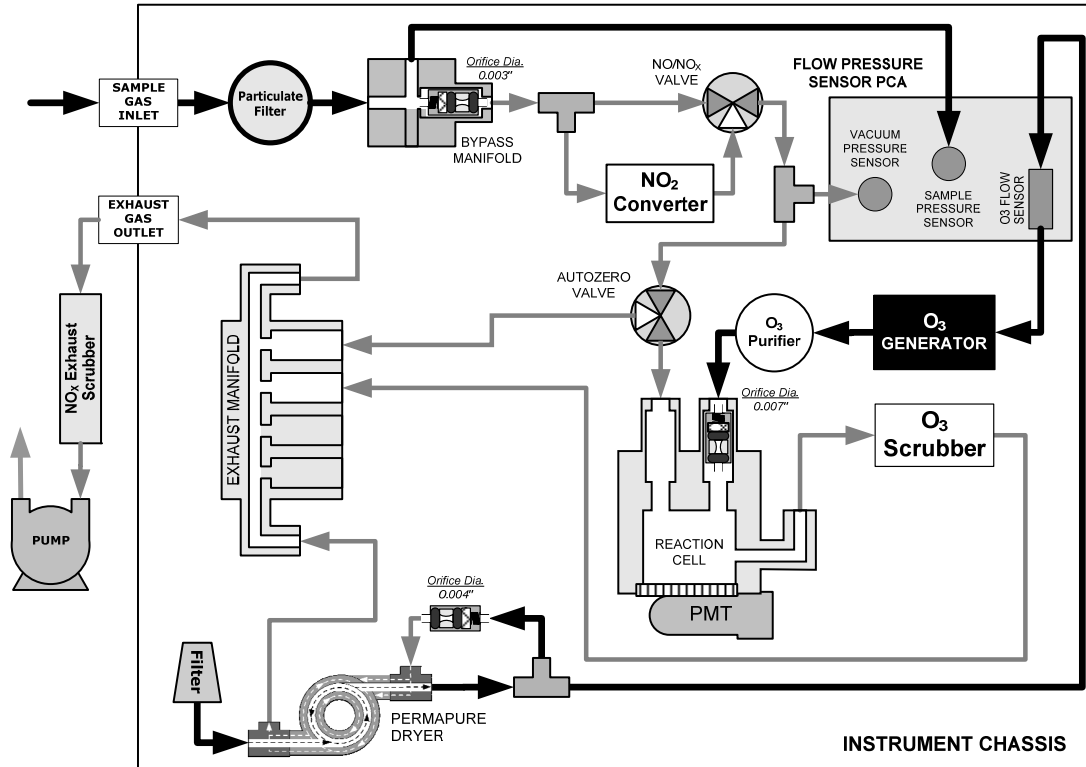 Orifice Dia.
0.003"
NO/NOX
VALVE
FLOW PRESSURE
SENSOR PCA
SAMPLE
GAS
INLET
Particulate
Filter
BYPASS
MANIFOLD
VACUUM
PRESSURE
SENSOR
NO2
Converter
SAMPLE
PRESSURE
SENSOR
O3 FLOW
SENSOR
EXHAUST
GAS
OUTLET
AUTOZERO
VALVE
O3
Purifier
O3
GENERATOR
NOX Exhaust
Scrubber
EXHAUST MANIFOLD
Orifice Dia.
0.007"
O3
Scrubber
PUMP
REACTION
CELL
Orifice Dia.
0.004"
PMT
Filter
PERMAPURE
DRYER
INSTRUMENT CHASSIS